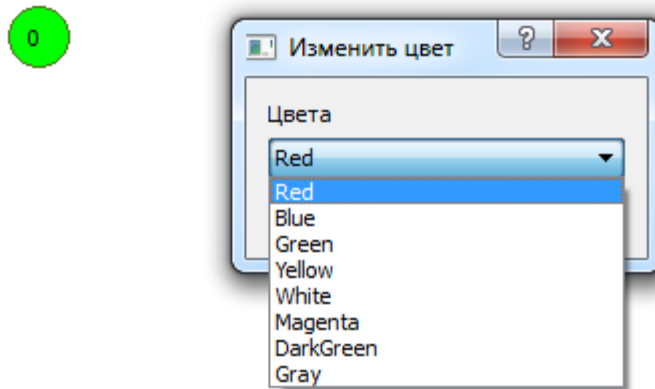 0
Изменить цвет
?
Цвета
Red
Red
Blue
Green
Yellow
White
Magenta
DarkGreen
Gray